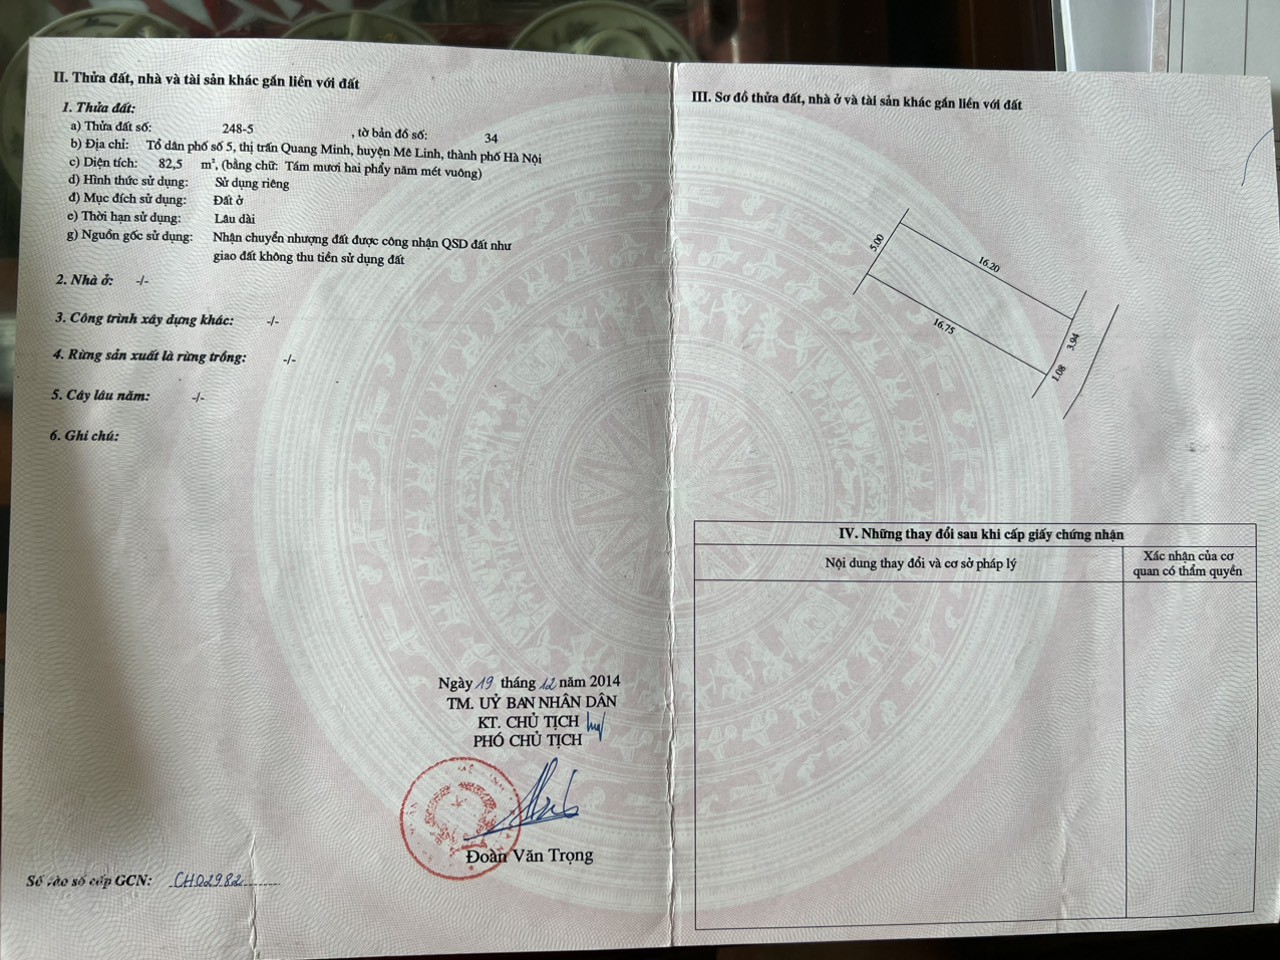 II. Thửa đất, nhà và tài sản khác gắn liền với đất
1. Thửa đất:
a) Thửa đất số: 248-5 , tờ bản đồ số: 34
b) Địa chỉ: Tổ dân phố số 5, thị trấn Quang Minh, huyện Mê Linh, thành phố Hà Nội
c) Diện tích: 82,5 m², (bằng chữ: Tám mươi hai phẩy năm mét vuông)
d) Hình thức sử dụng: Sử dụng riêng
đ) Mục đích sử dụng: Đất ở
e) Thời hạn sử dụng: Lâu dài
g) Nguồn gốc sử dụng: Nhận chuyển nhượng đất được công nhận QSD đất như
giao đất không thu tiền sử dụng đất
2. Nhà ở: -/-
3. Công trình xây dựng khác: -/-
4. Rừng sản xuất là rừng trồng: -/-
5. Cây lâu năm: -/-
6. Ghi chú:
Ngày 19 tháng 12 năm 2014
TM. UỶ BAN NHÂN DÂN
KT. CHỦ TỊCH
PHÓ CHỦ TỊCH
Đoàn Văn Trọng
Số vào sổ cấp GCN: CH02982
III. Sơ đồ thửa đất, nhà ở và tài sản khác gắn liền với đất
5.00
16.20
16.75
3.94
1.08
IV. Những thay đổi sau khi cấp giấy chứng nhận
Nội dung thay đổi và cơ sở pháp lý
Xác nhận của cơ
quan có thẩm quyền